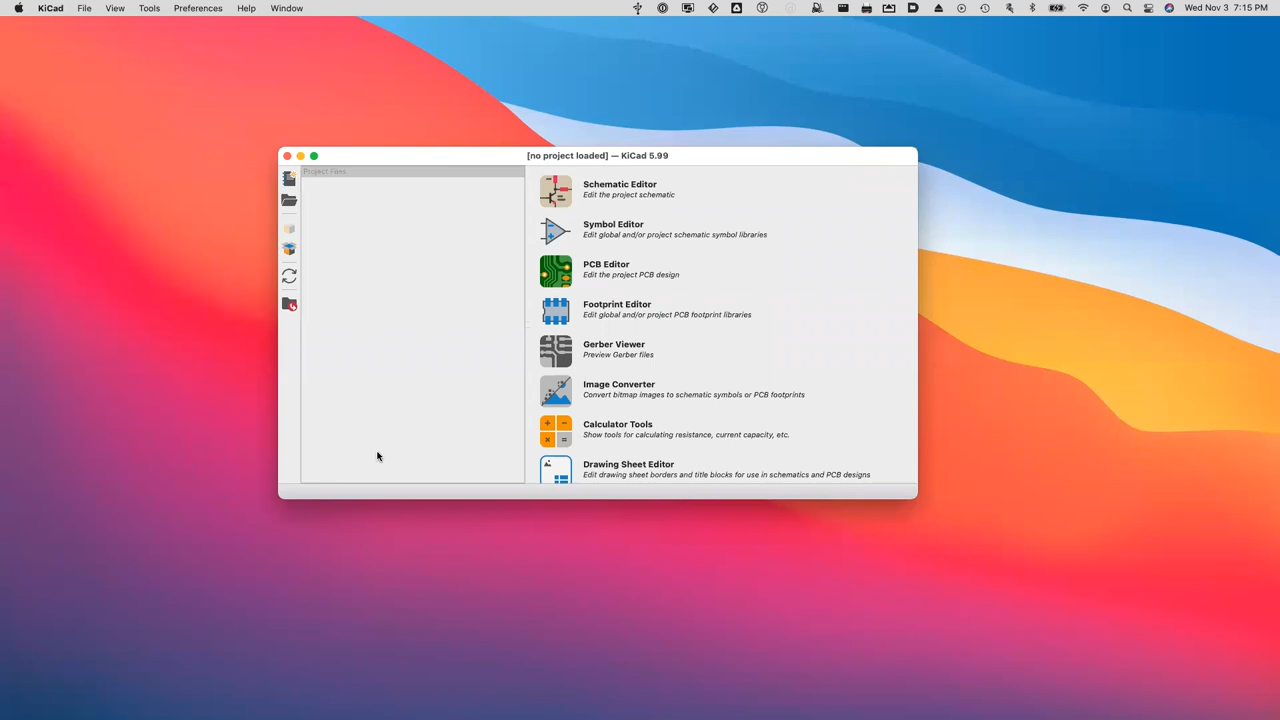 KiCad File View Tools Preferences Help Window Wed Nov 3 7:15 PM
[no project loaded] — KiCad 5.99
Project Files
Schematic Editor
Edit the project schematic
Symbol Editor
Edit global and/or project schematic symbol libraries
PCB Editor
Edit the project PCB design
Footprint Editor
Edit global and/or project PCB footprint libraries
Gerber Viewer
Preview Gerber files
Image Converter
Convert bitmap images to schematic symbols or PCB footprints
Calculator Tools
Show tools for calculating resistance, current capacity, etc.
Drawing Sheet Editor
Edit drawing sheet borders and title blocks for use in schematics and PCB designs